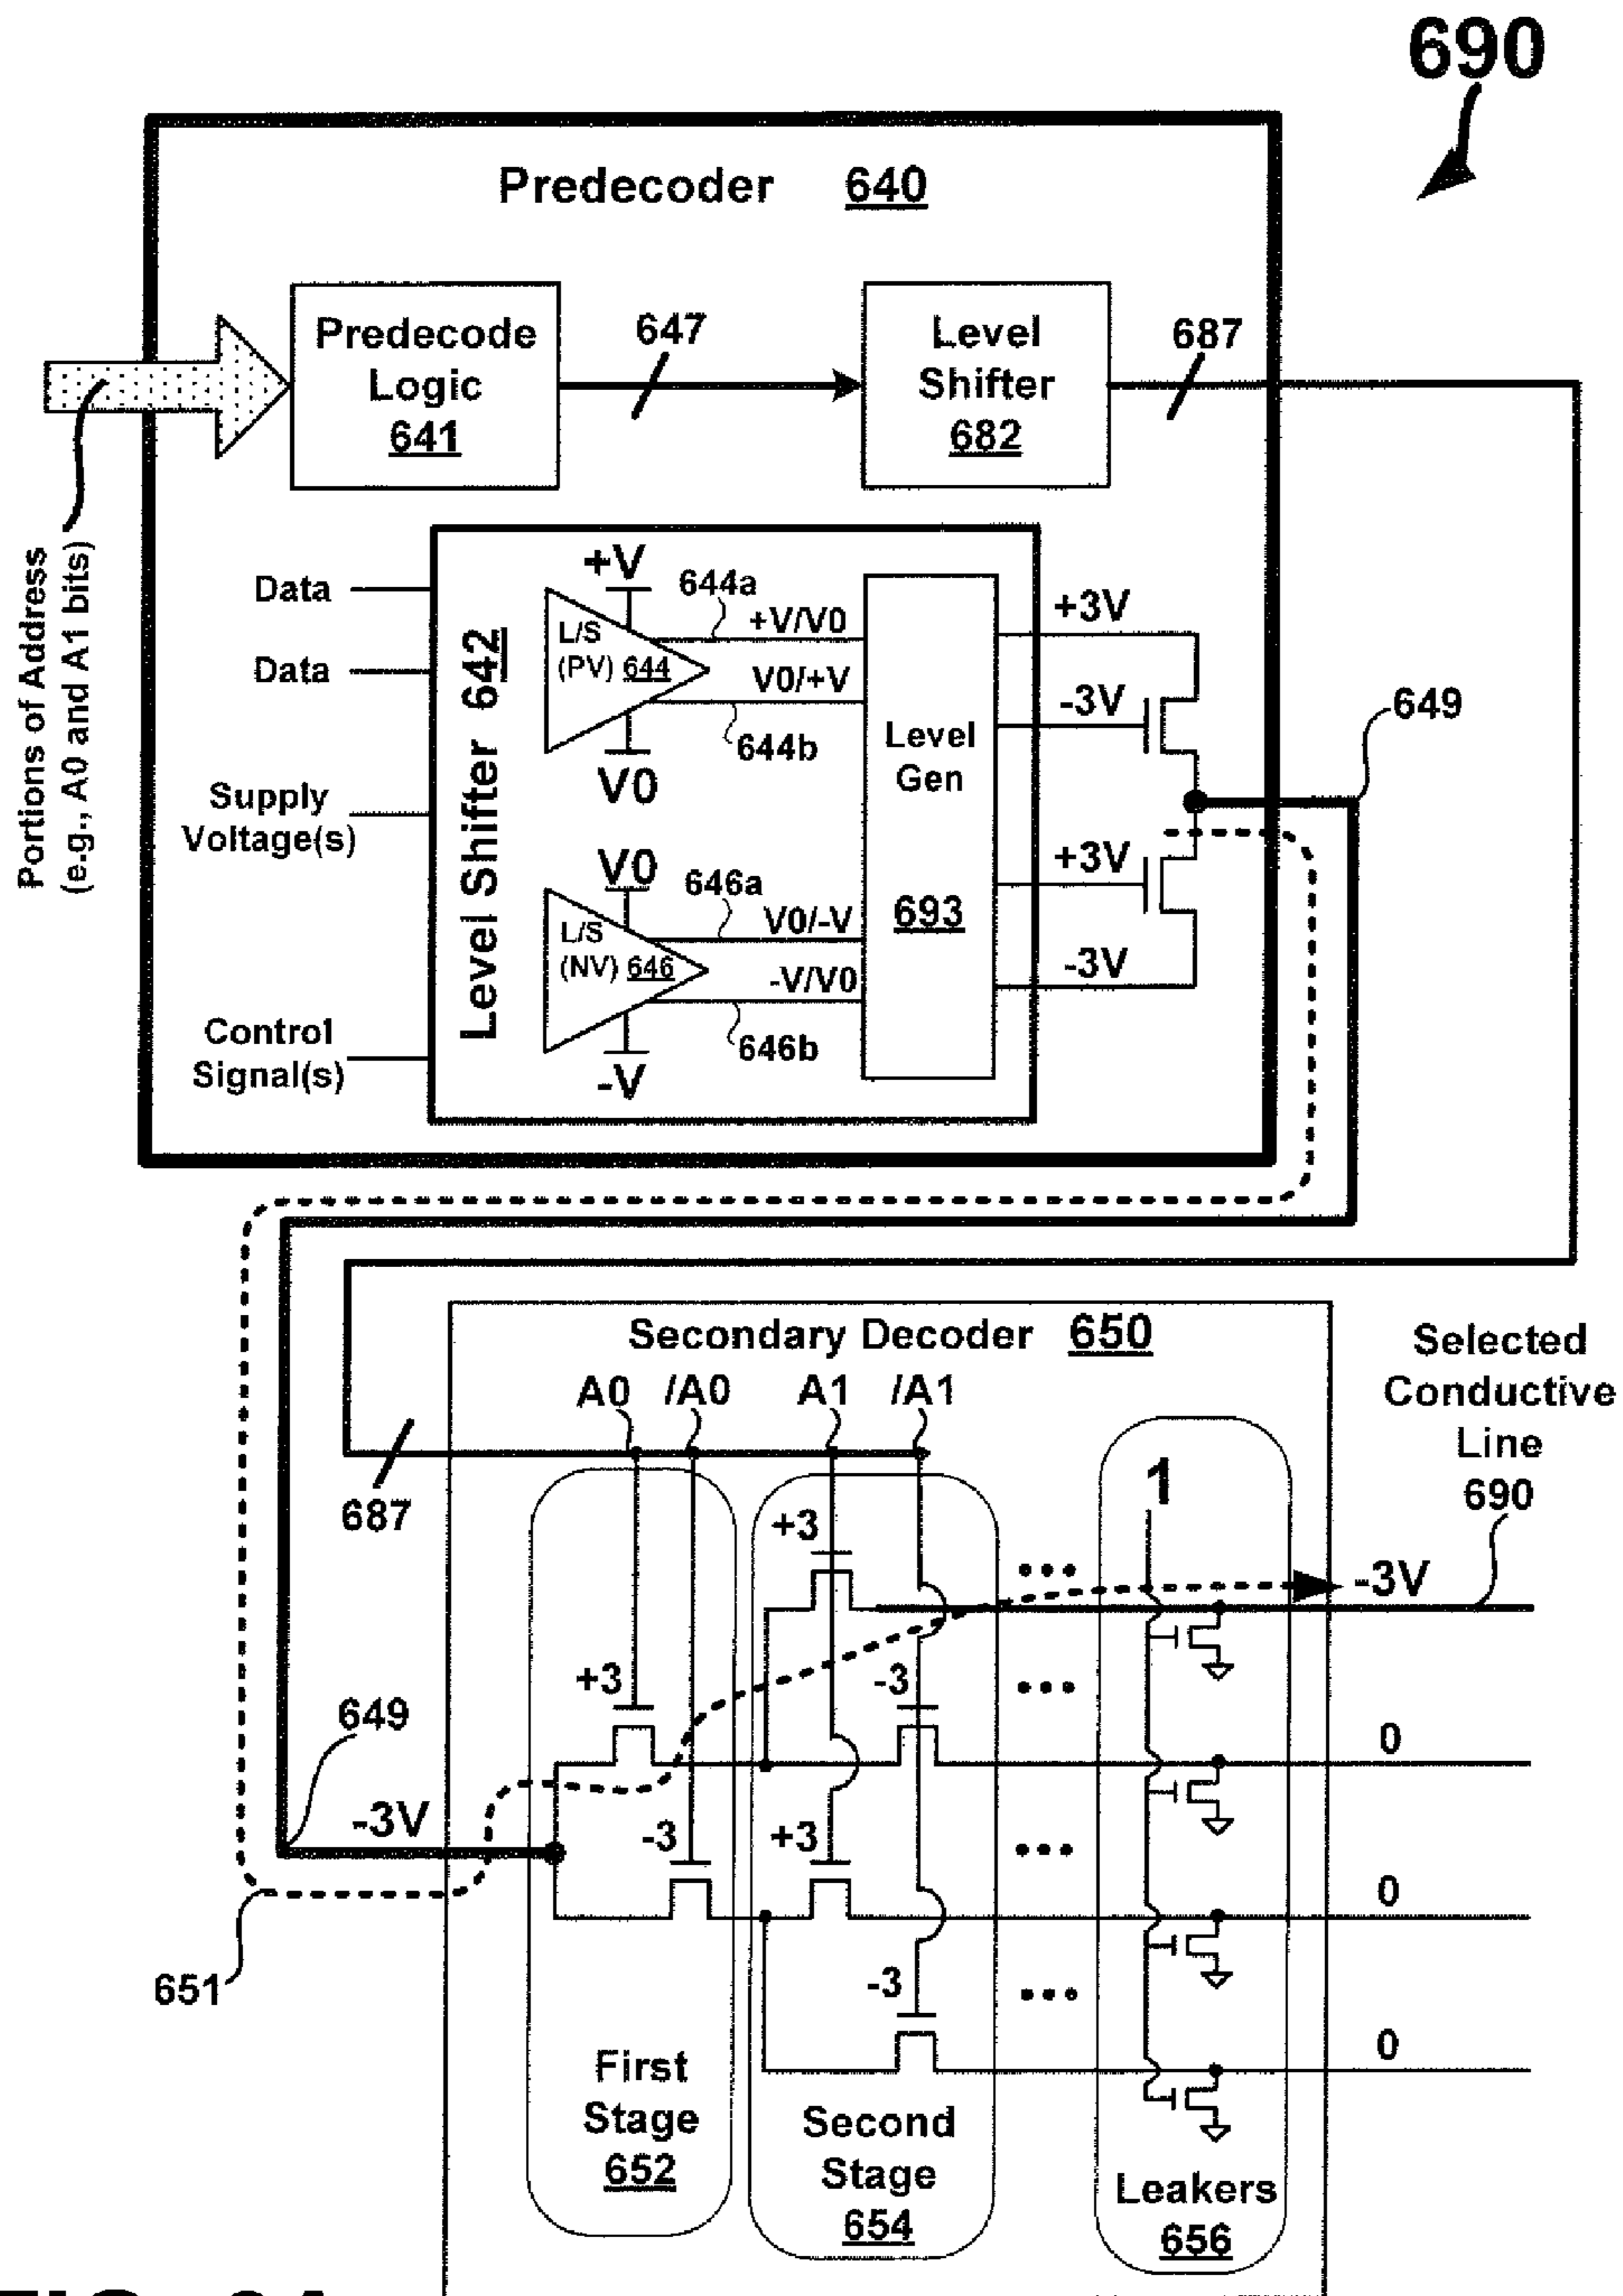 690
Predecoder 640
Predecode
Logic
641
647
Level
Shifter
682
687
Portions of Address
(e.g., A0 and A1 bits)
Data
Data
Supply
Voltage(s)
Control
Signal(s)
Level Shifter 642
+V
L/S
(PV) 644
V0
644a
+V/V0
V0/+V
644b
V0
L/S
(NV) 646
-V
646a
V0/-V
-V/V0
646b
Level
Gen
693
+3V
-3V
+3V
-3V
649
Secondary Decoder 650
A0 /A0 A1 /A1
687
Selected
Conductive
Line
690
1
+3
-3V
+3
-3
0
649
-3V
-3
+3
0
651
-3
0
First
Stage
652
Second
Stage
654
Leakers
656